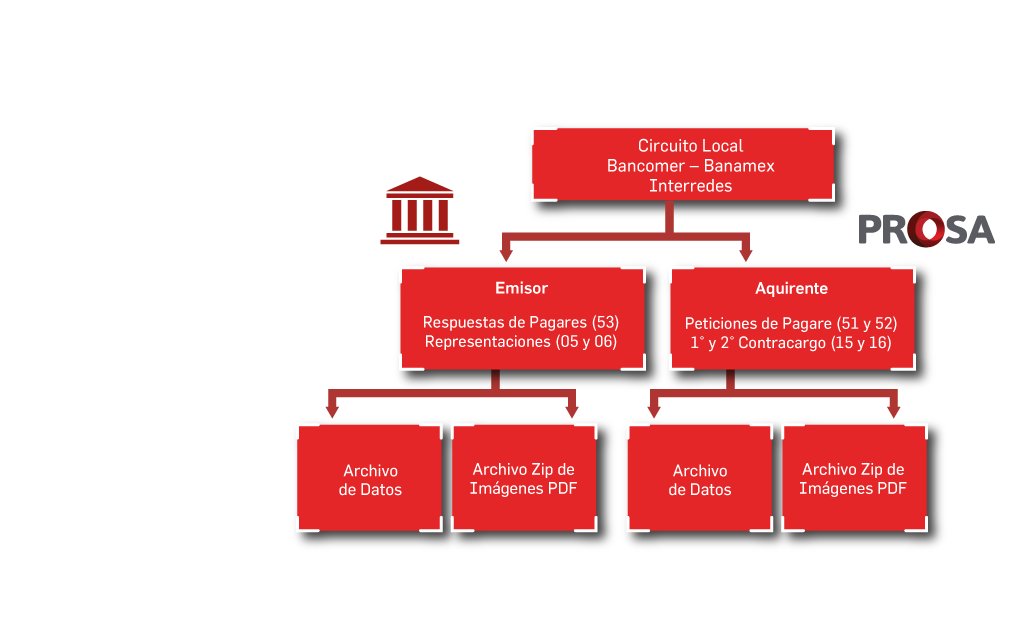 Circuito Local
Bancomer – Banamex
Interredes
PROSA
Emisor
Respuestas de Pagares (53)
Representaciones (05 y 06)
Aquirente
Peticiones de Pagare (51 y 52)
1° y 2° Contracargo (15 y 16)
Archivo
de Datos
Archivo Zip de
Imágenes PDF
Archivo
de Datos
Archivo Zip de
Imágenes PDF